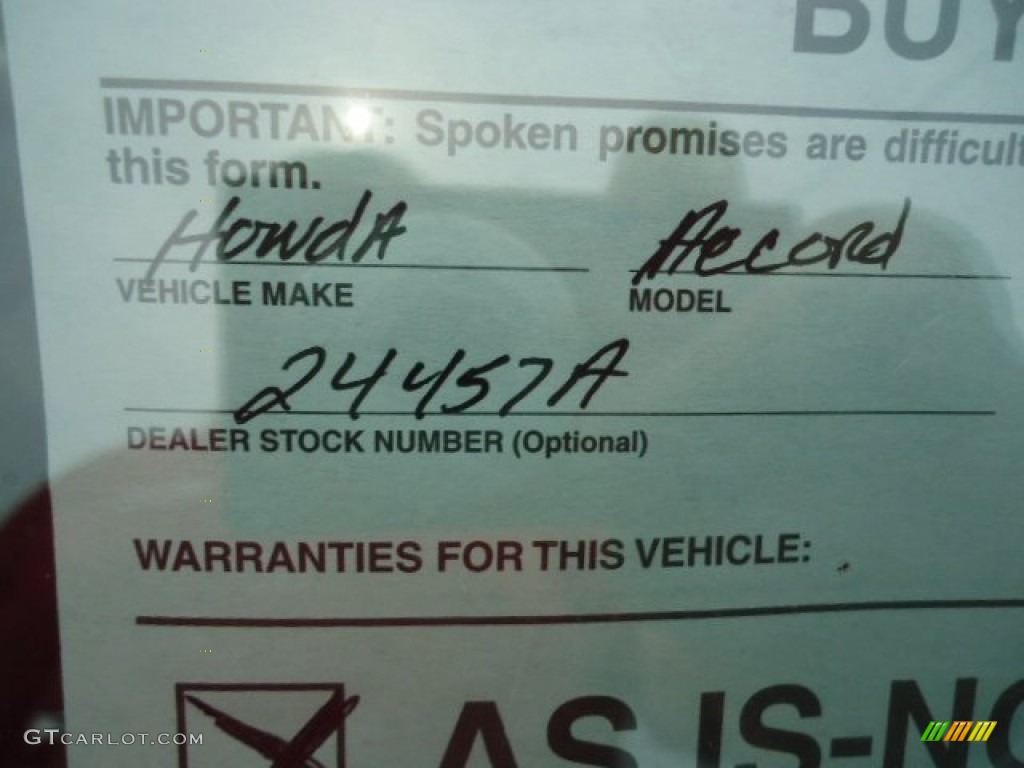 BUY
IMPORTANT: Spoken promises are difficult
this form.
HondA Accord
VEHICLE MAKE MODEL
24457A
DEALER STOCK NUMBER (Optional)
WARRANTIES FOR THIS VEHICLE:
AS IS-NO
GTCARLOT.COM